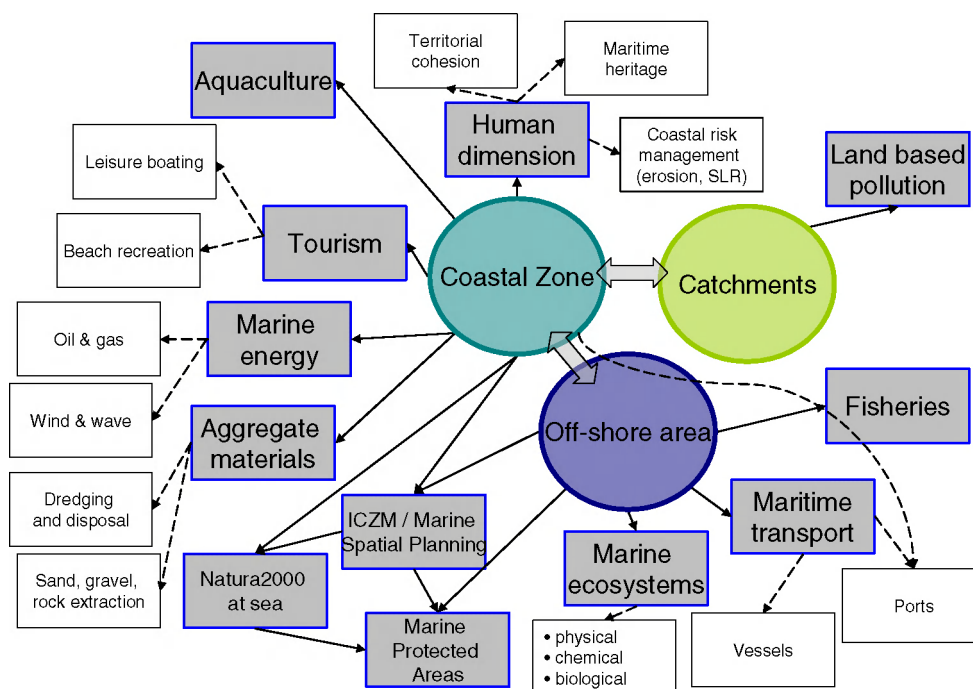 Territorial
cohesion
Maritime
heritage
Aquaculture
Human
dimension
Coastal risk
management
(erosion, SLR)
Land based
pollution
Leisure boating
Beach recreation
Tourism
Coastal Zone
Catchments
Oil & gas
Marine
energy
Wind & wave
Aggregate
materials
Off-shore area
Fisheries
Dredging
and disposal
ICZM / Marine
Spatial Planning
Maritime
transport
Sand, gravel,
rock extraction
Natura2000
at sea
Marine
ecosystems
Ports
Marine
Protected
Areas
• physical
• chemical
• biological
Vessels